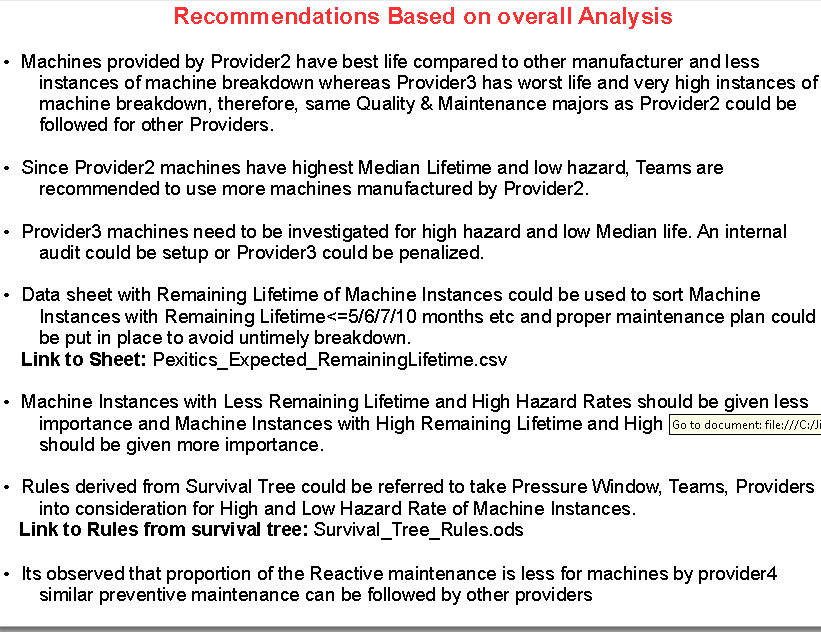 Recommendations Based on overall Analysis
• Machines provided by Provider2 have best life compared to other manufacturer and less
instances of machine breakdown whereas Provider3 has worst life and very high instances of
machine breakdown, therefore, same Quality & Maintenance majors as Provider2 could be
followed for other Providers.
• Since Provider2 machines have highest Median Lifetime and low hazard, Teams are
recommended to use more machines manufactured by Provider2.
• Provider3 machines need to be investigated for high hazard and low Median life. An internal
audit could be setup or Provider3 could be penalized.
• Data sheet with Remaining Lifetime of Machine Instances could be used to sort Machine
Instances with Remaining Lifetime<=5/6/7/10 months etc and proper maintenance plan could
be put in place to avoid untimely breakdown.
Link to Sheet: Pexitics_Expected_RemainingLifetime.csv
• Machine Instances with Less Remaining Lifetime and High Hazard Rates should be given less
importance and Machine Instances with High Remaining Lifetime and High
Go to document: file:///C:/Ji
should be given more importance.
• Rules derived from Survival Tree could be referred to take Pressure Window, Teams, Providers
into consideration for High and Low Hazard Rate of Machine Instances.
Link to Rules from survival tree: Survival_Tree_Rules.ods
• Its observed that proportion of the Reactive maintenance is less for machines by provider4
similar preventive maintenance can be followed by other providers